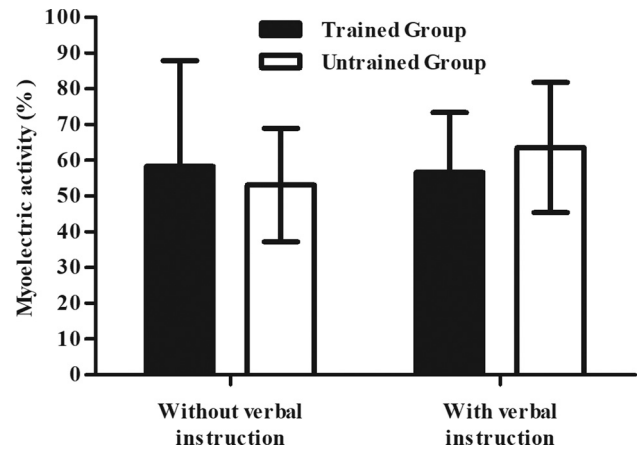 Trained Group
Untrained Group
Myoelectric activity (%)
100
90
80
70
60
50
40
30
20
10
0
Without verbal
instruction
With verbal
instruction